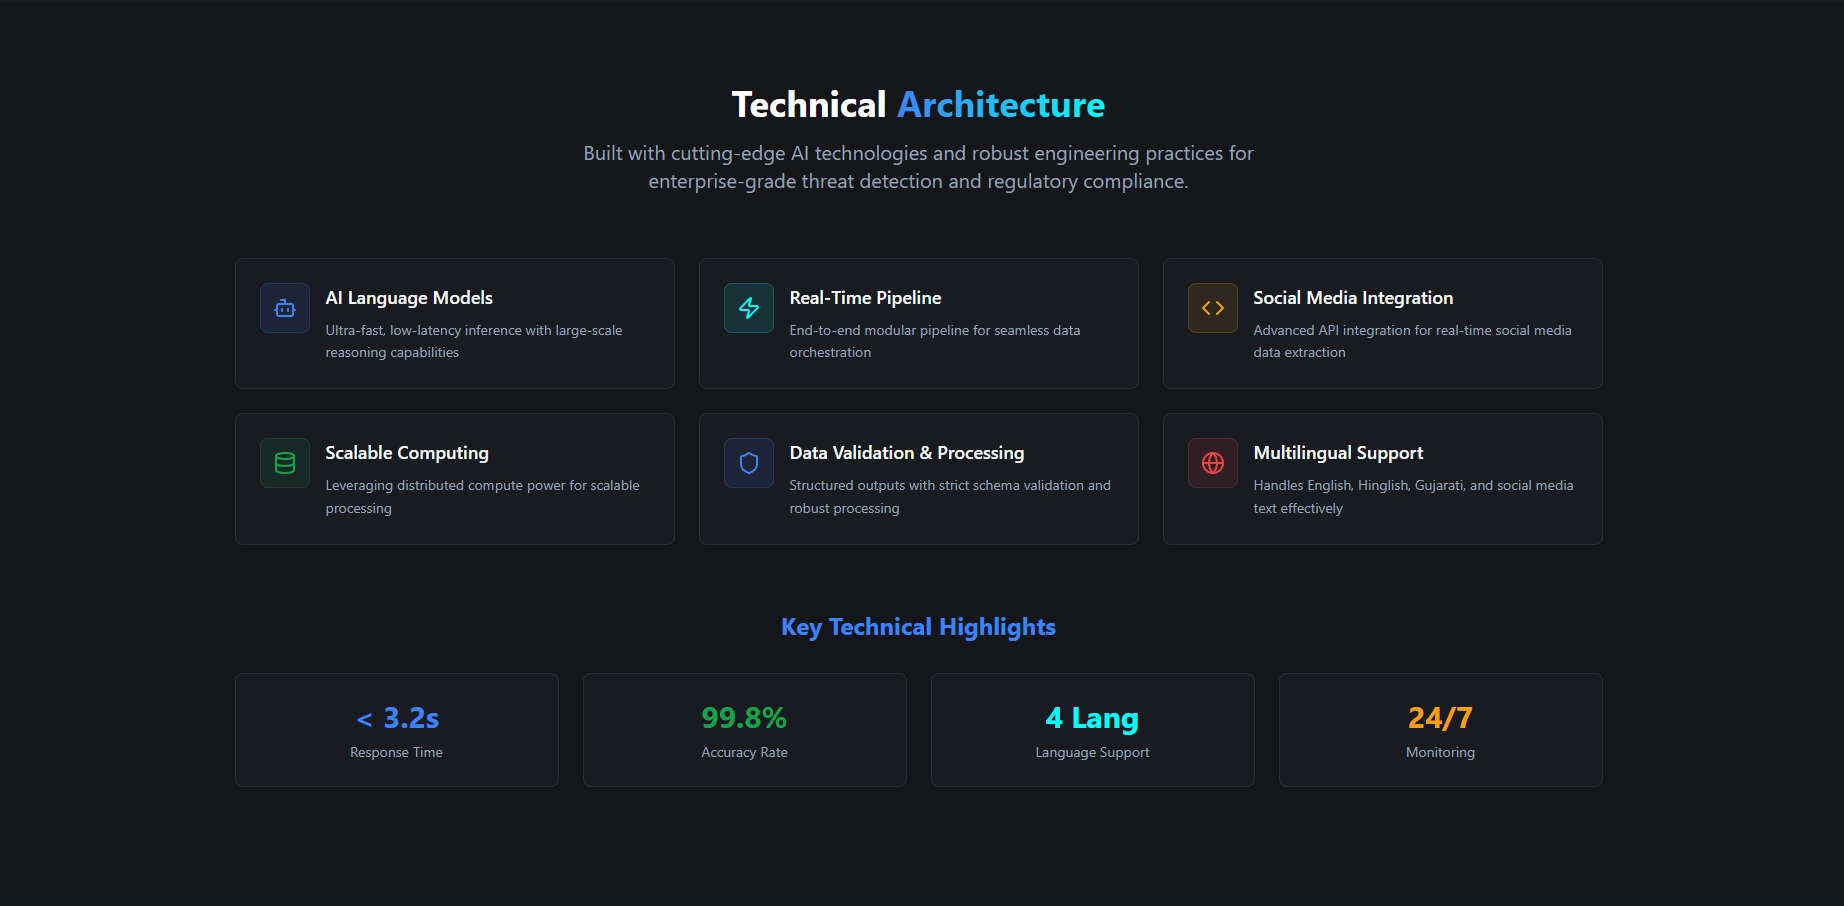 Technical Architecture
Built with cutting-edge AI technologies and robust engineering practices for
enterprise-grade threat detection and regulatory compliance.
AI Language Models
Ultra-fast, low-latency inference with large-scale
reasoning capabilities
Real-Time Pipeline
End-to-end modular pipeline for seamless data
orchestration
Social Media Integration
Advanced API integration for real-time social media
data extraction
Scalable Computing
Leveraging distributed compute power for scalable
processing
Data Validation & Processing
Structured outputs with strict schema validation and
robust processing
Multilingual Support
Handles English, Hinglish, Gujarati, and social media
text effectively
Key Technical Highlights
< 3.2s
Response Time
99.8%
Accuracy Rate
4 Lang
Language Support
24/7
Monitoring